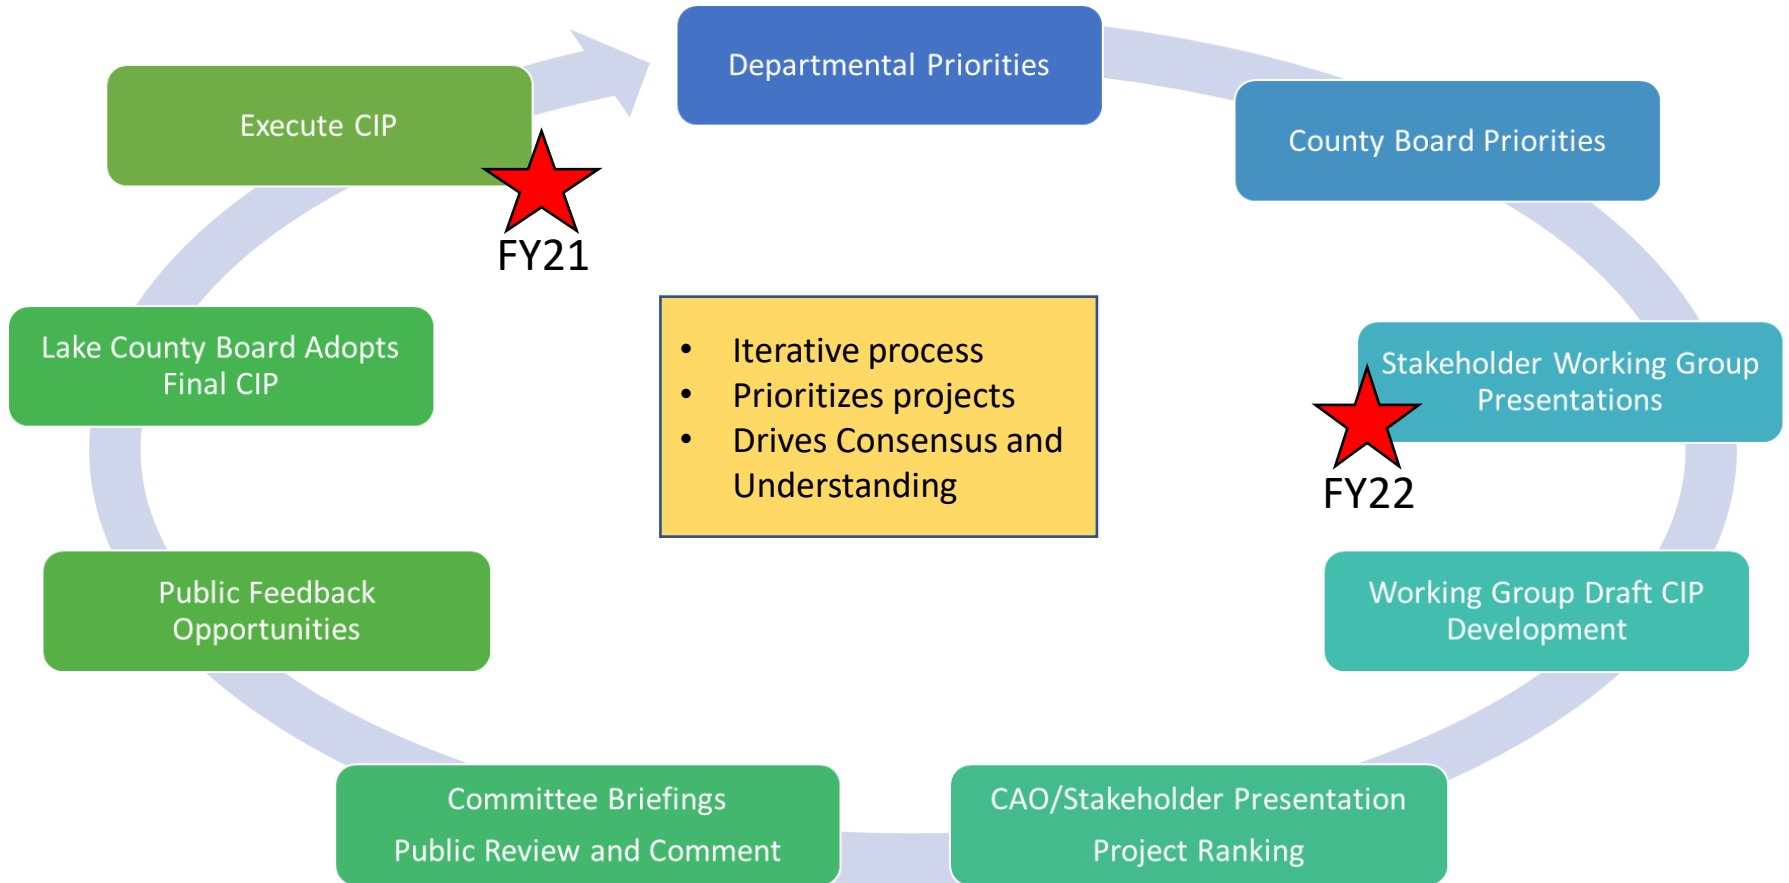 Departmental Priorities
County Board Priorities
Stakeholder Working Group
Presentations
FY22
Working Group Draft CIP
Development
CAO/Stakeholder Presentation
Project Ranking
Committee Briefings
Public Review and Comment
Public Feedback
Opportunities
Lake County Board Adopts
Final CIP
Execute CIP
FY21
• Iterative process
• Prioritizes projects
• Drives Consensus and
Understanding